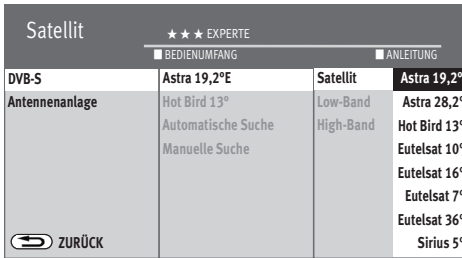 Satellit
★ ★ ★ EXPERTE
BEDIENUMFANG ANLEITUNG
DVB-S Astra 19,2°E Satellit Astra 19,2°
Antennenanlage Hot Bird 13° Low-Band Astra 28,2°
Automatische Suche High-Band Hot Bird 13°
Manuelle Suche Eutelsat 10°
Eutelsat 16°
Eutelsat 7°
Eutelsat 36°
ZURÜCK Sirius 5°